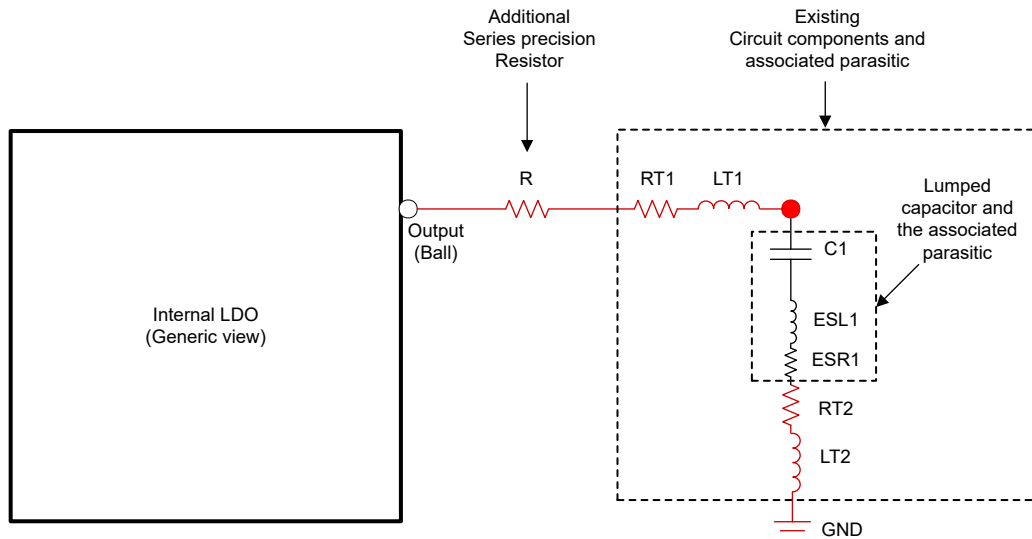 Additional
Series precision
Resistor
Existing
Circuit components and
associated parasitic
R
RT1
LT1
Lumped
capacitor and
the associated
parasitic
Output
(Ball)
C1
Internal LDO
(Generic view)
ESL1
ESR1
RT2
LT2
GND